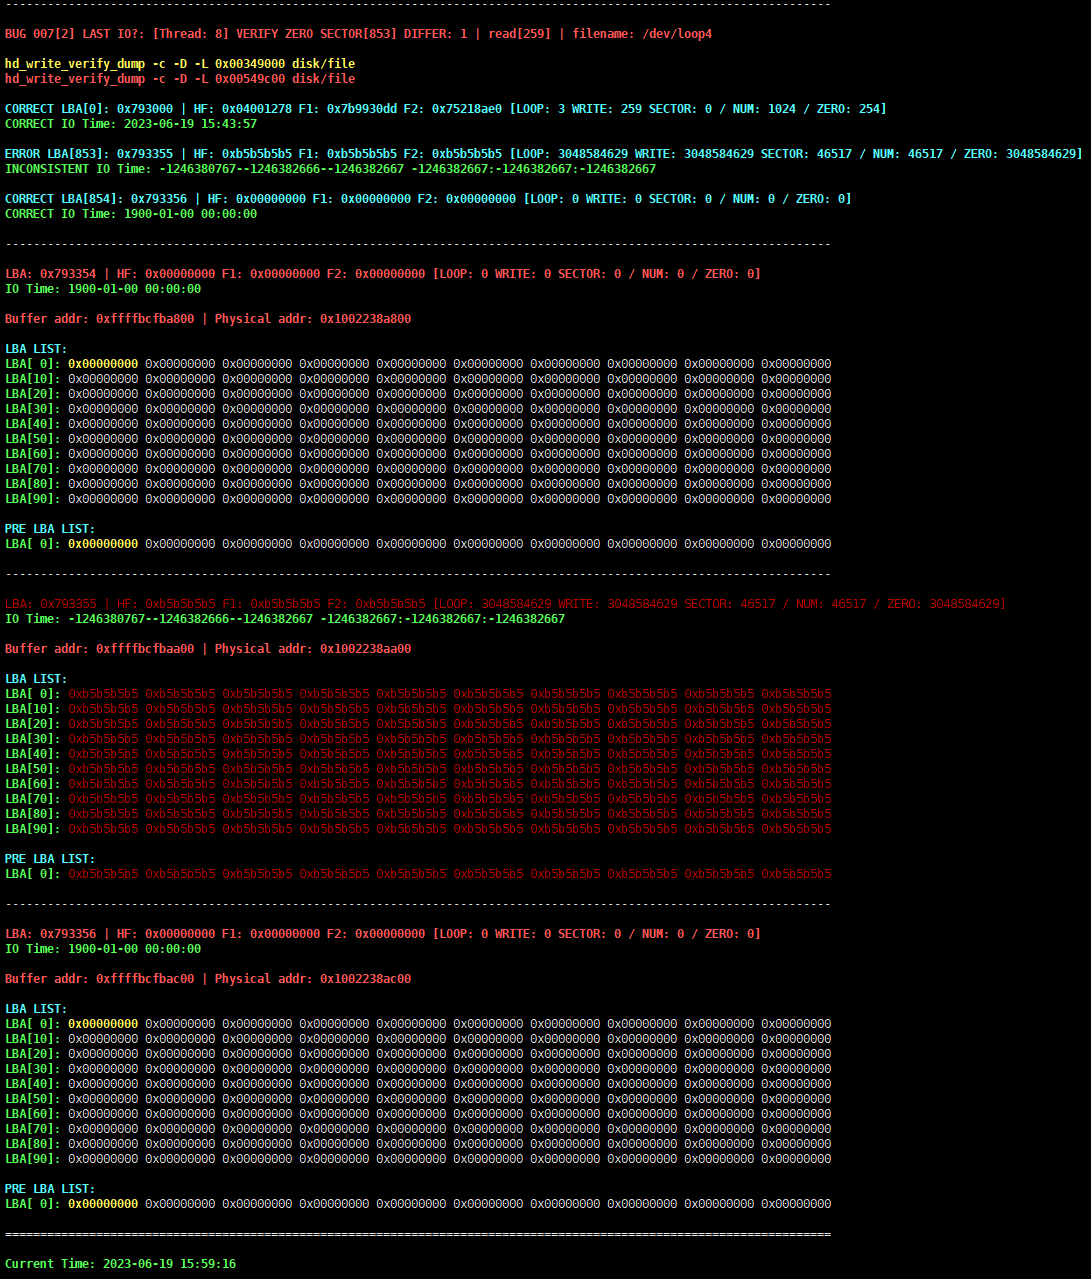 ----------------------------------------------------------------------------------------------------------------------
BUG 007[2] LAST IO?: [Thread: 8] VERIFY ZERO SECTOR[853] DIFFER: 1 | read[259] | filename: /dev/loop4
hd_write_verify_dump -c -D -L 0x00349000 disk/file
hd_write_verify_dump -c -D -L 0x00549c00 disk/file
CORRECT LBA[0]: 0x793000 | HF: 0x04001278 F1: 0x7b9930dd F2: 0x75218ae0 [LOOP: 3 WRITE: 259 SECTOR: 0 / NUM: 1024 / ZERO: 254]
CORRECT IO Time: 2023-06-19 15:43:57
ERROR LBA[853]: 0x793355 | HF: 0xb5b5b5b5 F1: 0xb5b5b5b5 F2: 0xb5b5b5b5 [LOOP: 3048584629 WRITE: 3048584629 SECTOR: 46517 / NUM: 46517 / ZERO: 3048584629]
INCONSISTENT IO Time: -1246380767--1246382666--1246382667 -1246382667:-1246382667:-1246382667
CORRECT LBA[854]: 0x793356 | HF: 0x00000000 F1: 0x00000000 F2: 0x00000000 [LOOP: 0 WRITE: 0 SECTOR: 0 / NUM: 0 / ZERO: 0]
CORRECT IO Time: 1900-01-00 00:00:00
----------------------------------------------------------------------------------------------------------------------
LBA: 0x793354 | HF: 0x00000000 F1: 0x00000000 F2: 0x00000000 [LOOP: 0 WRITE: 0 SECTOR: 0 / NUM: 0 / ZERO: 0]
IO Time: 1900-01-00 00:00:00
Buffer addr: 0xffffbcfba800 | Physical addr: 0x1002238a800
LBA LIST:
LBA[ 0]: 0x00000000 0x00000000 0x00000000 0x00000000 0x00000000 0x00000000 0x00000000 0x00000000 0x00000000 0x00000000
LBA[10]: 0x00000000 0x00000000 0x00000000 0x00000000 0x00000000 0x00000000 0x00000000 0x00000000 0x00000000 0x00000000
LBA[20]: 0x00000000 0x00000000 0x00000000 0x00000000 0x00000000 0x00000000 0x00000000 0x00000000 0x00000000 0x00000000
LBA[30]: 0x00000000 0x00000000 0x00000000 0x00000000 0x00000000 0x00000000 0x00000000 0x00000000 0x00000000 0x00000000
LBA[40]: 0x00000000 0x00000000 0x00000000 0x00000000 0x00000000 0x00000000 0x00000000 0x00000000 0x00000000 0x00000000
LBA[50]: 0x00000000 0x00000000 0x00000000 0x00000000 0x00000000 0x00000000 0x00000000 0x00000000 0x00000000 0x00000000
LBA[60]: 0x00000000 0x00000000 0x00000000 0x00000000 0x00000000 0x00000000 0x00000000 0x00000000 0x00000000 0x00000000
LBA[70]: 0x00000000 0x00000000 0x00000000 0x00000000 0x00000000 0x00000000 0x00000000 0x00000000 0x00000000 0x00000000
LBA[80]: 0x00000000 0x00000000 0x00000000 0x00000000 0x00000000 0x00000000 0x00000000 0x00000000 0x00000000 0x00000000
LBA[90]: 0x00000000 0x00000000 0x00000000 0x00000000 0x00000000 0x00000000 0x00000000 0x00000000 0x00000000 0x00000000
PRE LBA LIST:
LBA[ 0]: 0x00000000 0x00000000 0x00000000 0x00000000 0x00000000 0x00000000 0x00000000 0x00000000 0x00000000 0x00000000
----------------------------------------------------------------------------------------------------------------------
LBA: 0x793355 | HF: 0xb5b5b5b5 F1: 0xb5b5b5b5 F2: 0xb5b5b5b5 [LOOP: 3048584629 WRITE: 3048584629 SECTOR: 46517 / NUM: 46517 / ZERO: 3048584629]
IO Time: -1246380767--1246382666--1246382667 -1246382667:-1246382667:-1246382667
Buffer addr: 0xffffbcfbaa00 | Physical addr: 0x1002238aa00
LBA LIST:
LBA[ 0]: 0xb5b5b5b5 0xb5b5b5b5 0xb5b5b5b5 0xb5b5b5b5 0xb5b5b5b5 0xb5b5b5b5 0xb5b5b5b5 0xb5b5b5b5 0xb5b5b5b5 0xb5b5b5b5
LBA[10]: 0xb5b5b5b5 0xb5b5b5b5 0xb5b5b5b5 0xb5b5b5b5 0xb5b5b5b5 0xb5b5b5b5 0xb5b5b5b5 0xb5b5b5b5 0xb5b5b5b5 0xb5b5b5b5
LBA[20]: 0xb5b5b5b5 0xb5b5b5b5 0xb5b5b5b5 0xb5b5b5b5 0xb5b5b5b5 0xb5b5b5b5 0xb5b5b5b5 0xb5b5b5b5 0xb5b5b5b5 0xb5b5b5b5
LBA[30]: 0xb5b5b5b5 0xb5b5b5b5 0xb5b5b5b5 0xb5b5b5b5 0xb5b5b5b5 0xb5b5b5b5 0xb5b5b5b5 0xb5b5b5b5 0xb5b5b5b5 0xb5b5b5b5
LBA[40]: 0xb5b5b5b5 0xb5b5b5b5 0xb5b5b5b5 0xb5b5b5b5 0xb5b5b5b5 0xb5b5b5b5 0xb5b5b5b5 0xb5b5b5b5 0xb5b5b5b5 0xb5b5b5b5
LBA[50]: 0xb5b5b5b5 0xb5b5b5b5 0xb5b5b5b5 0xb5b5b5b5 0xb5b5b5b5 0xb5b5b5b5 0xb5b5b5b5 0xb5b5b5b5 0xb5b5b5b5 0xb5b5b5b5
LBA[60]: 0xb5b5b5b5 0xb5b5b5b5 0xb5b5b5b5 0xb5b5b5b5 0xb5b5b5b5 0xb5b5b5b5 0xb5b5b5b5 0xb5b5b5b5 0xb5b5b5b5 0xb5b5b5b5
LBA[70]: 0xb5b5b5b5 0xb5b5b5b5 0xb5b5b5b5 0xb5b5b5b5 0xb5b5b5b5 0xb5b5b5b5 0xb5b5b5b5 0xb5b5b5b5 0xb5b5b5b5 0xb5b5b5b5
LBA[80]: 0xb5b5b5b5 0xb5b5b5b5 0xb5b5b5b5 0xb5b5b5b5 0xb5b5b5b5 0xb5b5b5b5 0xb5b5b5b5 0xb5b5b5b5 0xb5b5b5b5 0xb5b5b5b5
LBA[90]: 0xb5b5b5b5 0xb5b5b5b5 0xb5b5b5b5 0xb5b5b5b5 0xb5b5b5b5 0xb5b5b5b5 0xb5b5b5b5 0xb5b5b5b5 0xb5b5b5b5 0xb5b5b5b5
PRE LBA LIST:
LBA[ 0]: 0xb5b5b5b5 0xb5b5b5b5 0xb5b5b5b5 0xb5b5b5b5 0xb5b5b5b5 0xb5b5b5b5 0xb5b5b5b5 0xb5b5b5b5 0xb5b5b5b5 0xb5b5b5b5
----------------------------------------------------------------------------------------------------------------------
LBA: 0x793356 | HF: 0x00000000 F1: 0x00000000 F2: 0x00000000 [LOOP: 0 WRITE: 0 SECTOR: 0 / NUM: 0 / ZERO: 0]
IO Time: 1900-01-00 00:00:00
Buffer addr: 0xffffbcfbac00 | Physical addr: 0x1002238ac00
LBA LIST:
LBA[ 0]: 0x00000000 0x00000000 0x00000000 0x00000000 0x00000000 0x00000000 0x00000000 0x00000000 0x00000000 0x00000000
LBA[10]: 0x00000000 0x00000000 0x00000000 0x00000000 0x00000000 0x00000000 0x00000000 0x00000000 0x00000000 0x00000000
LBA[20]: 0x00000000 0x00000000 0x00000000 0x00000000 0x00000000 0x00000000 0x00000000 0x00000000 0x00000000 0x00000000
LBA[30]: 0x00000000 0x00000000 0x00000000 0x00000000 0x00000000 0x00000000 0x00000000 0x00000000 0x00000000 0x00000000
LBA[40]: 0x00000000 0x00000000 0x00000000 0x00000000 0x00000000 0x00000000 0x00000000 0x00000000 0x00000000 0x00000000
LBA[50]: 0x00000000 0x00000000 0x00000000 0x00000000 0x00000000 0x00000000 0x00000000 0x00000000 0x00000000 0x00000000
LBA[60]: 0x00000000 0x00000000 0x00000000 0x00000000 0x00000000 0x00000000 0x00000000 0x00000000 0x00000000 0x00000000
LBA[70]: 0x00000000 0x00000000 0x00000000 0x00000000 0x00000000 0x00000000 0x00000000 0x00000000 0x00000000 0x00000000
LBA[80]: 0x00000000 0x00000000 0x00000000 0x00000000 0x00000000 0x00000000 0x00000000 0x00000000 0x00000000 0x00000000
LBA[90]: 0x00000000 0x00000000 0x00000000 0x00000000 0x00000000 0x00000000 0x00000000 0x00000000 0x00000000 0x00000000
PRE LBA LIST:
LBA[ 0]: 0x00000000 0x00000000 0x00000000 0x00000000 0x00000000 0x00000000 0x00000000 0x00000000 0x00000000 0x00000000
======================================================================================================================
Current Time: 2023-06-19 15:59:16